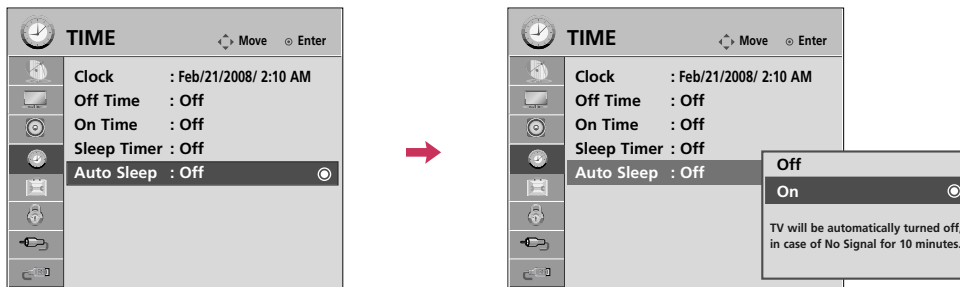 TIME
Move Enter
Clock : Feb/21/2008/ 2:10 AM
Off Time : Off
On Time : Off
Sleep Timer : Off
Auto Sleep : Off
TIME
Move Enter
Clock : Feb/21/2008/ 2:10 AM
Off Time : Off
On Time : Off
Sleep Timer : Off
Auto Sleep : Off
Off
On
TV will be automatically turned off,
in case of No Signal for 10 minutes.